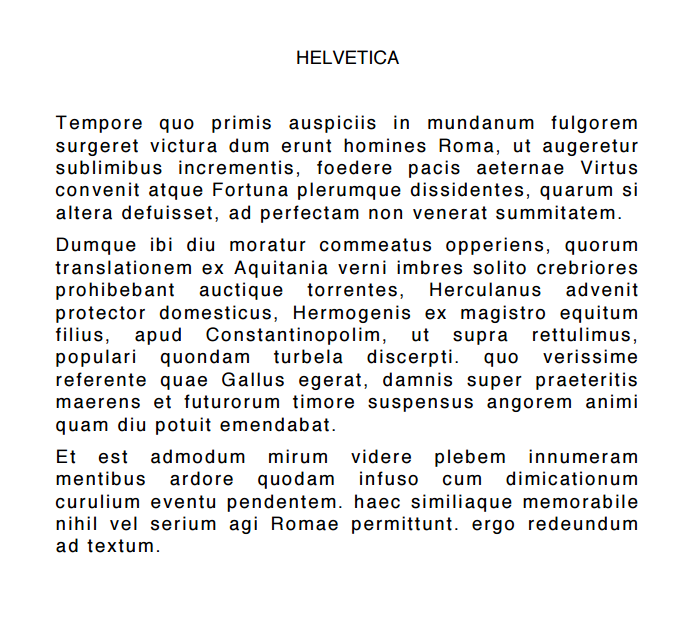 HELVETICA
Tempore quo primis auspiciis in mundanum fulgorem
surgeret victura dum erunt homines Roma, ut augeretur
sublimibus incrementis, foedere pacis aeternae Virtus
convenit atque Fortuna plerumque dissidentes, quarum si
altera defuisset, ad perfectam non venerat summitatem.
Dumque ibi diu moratur commeatus opperiens, quorum
translationem ex Aquitania verni imbres solito crebriores
prohibebant auctique torrentes, Herculanus advenit
protector domesticus, Hermogenis ex magistro equitum
filius, apud Constantinopolim, ut supra rettulimus,
populari quondam turbela discerpti. quo verissime
referente quae Gallus egerat, damnis super praeteritis
maerens et futurorum timore suspensus angorem animi
quam diu potuit emendabat.
Et est admodum mirum videre plebem innumeram
mentibus ardore quodam infuso cum dimicationum
curulium eventu pendentem. haec similiaque memorabile
nihil vel serium agi Romae permittunt. ergo redeundum
ad textum.